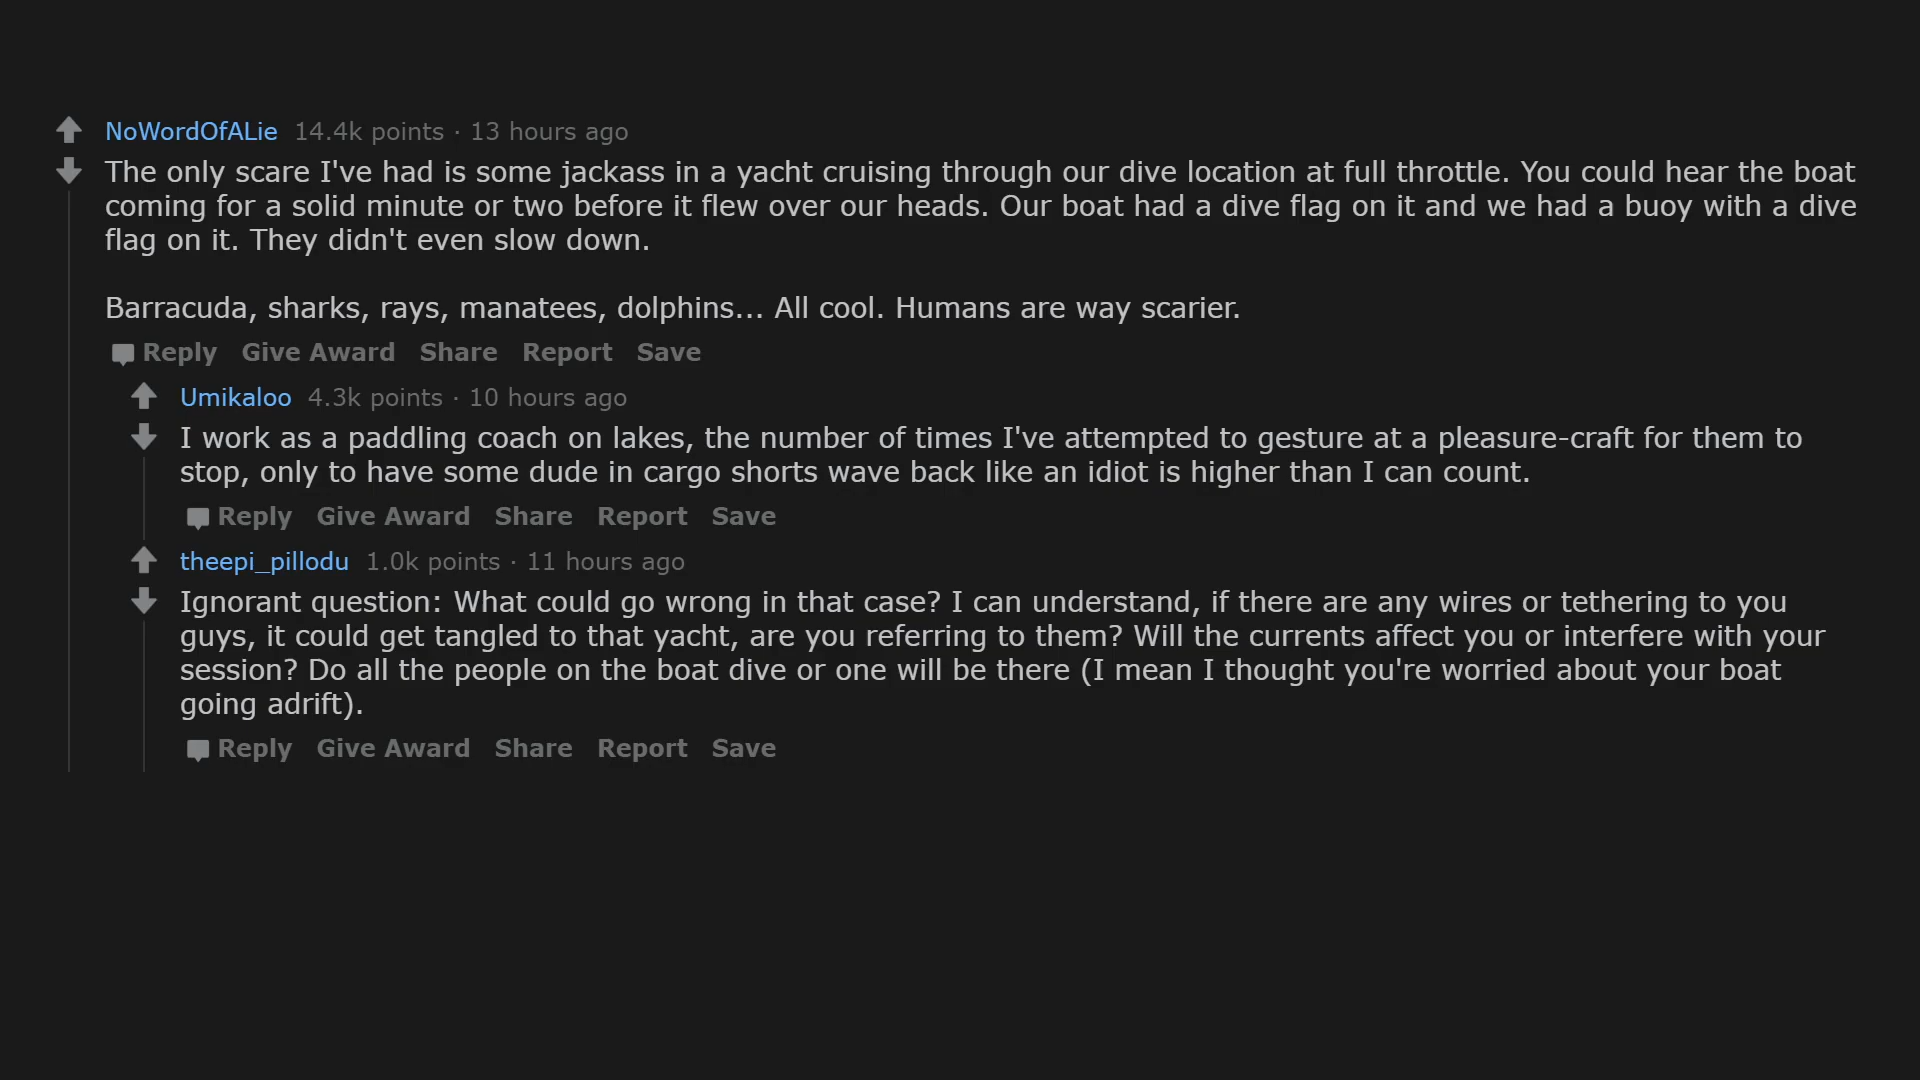 NoWordOfALie 14.4k points · 13 hours ago
The only scare I've had is some jackass in a yacht cruising through our dive location at full throttle. You could hear the boat
coming for a solid minute or two before it flew over our heads. Our boat had a dive flag on it and we had a buoy with a dive
flag on it. They didn't even slow down.
Barracuda, sharks, rays, manatees, dolphins... All cool. Humans are way scarier.
Reply Give Award Share Report Save
Umikaloo 4.3k points · 10 hours ago
I work as a paddling coach on lakes, the number of times I've attempted to gesture at a pleasure-craft for them to
stop, only to have some dude in cargo shorts wave back like an idiot is higher than I can count.
Reply Give Award Share Report Save
theepi_pillodu 1.0k points · 11 hours ago
Ignorant question: What could go wrong in that case? I can understand, if there are any wires or tethering to you
guys, it could get tangled to that yacht, are you referring to them? Will the currents affect you or interfere with your
session? Do all the people on the boat dive or one will be there (I mean I thought you're worried about your boat
going adrift).
Reply Give Award Share Report Save